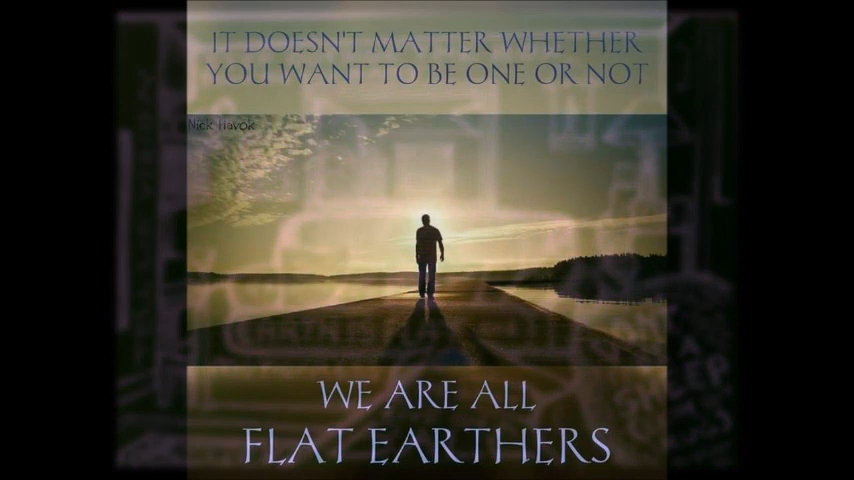 IT DOESN'T MATTER WHETHER
YOU WANT TO BE ONE OR NOT
Nick Havok
WE ARE ALL
FLAT EARTHERS